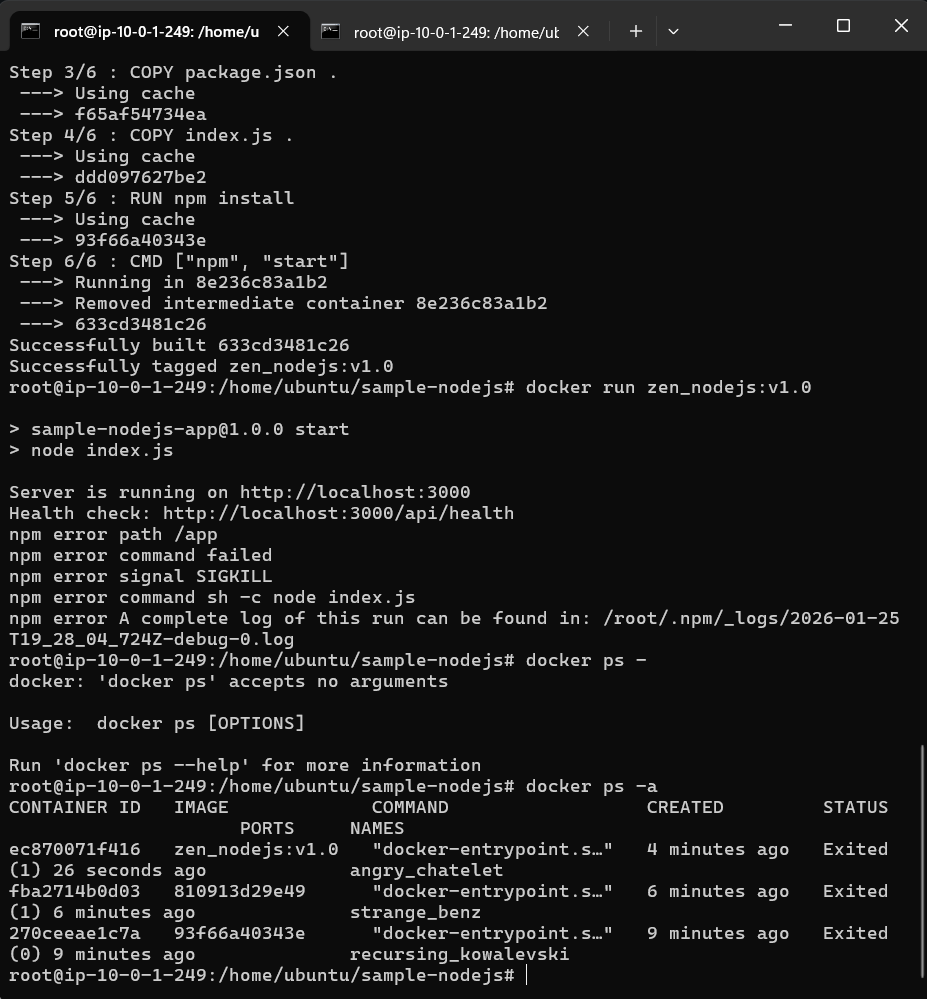 root@ip-10-0-1-249: /home/u
root@ip-10-0-1-249: /home/ub
Step 3/6 : COPY package.json .
 ---> Using cache
 ---> f65af54734ea
Step 4/6 : COPY index.js .
 ---> Using cache
 ---> ddd097627be2
Step 5/6 : RUN npm install
 ---> Using cache
 ---> 93f66a40343e
Step 6/6 : CMD ["npm", "start"]
 ---> Running in 8e236c83a1b2
 ---> Removed intermediate container 8e236c83a1b2
 ---> 633cd3481c26
Successfully built 633cd3481c26
Successfully tagged zen_nodejs:v1.0
root@ip-10-0-1-249:/home/ubuntu/sample-nodejs# docker run zen_nodejs:v1.0

> sample-nodejs-app@1.0.0 start
> node index.js

Server is running on http://localhost:3000
Health check: http://localhost:3000/api/health
npm error path /app
npm error command failed
npm error signal SIGKILL
npm error command sh -c node index.js
npm error A complete log of this run can be found in: /root/.npm/_logs/2026-01-25
T19_28_04_724Z-debug-0.log
root@ip-10-0-1-249:/home/ubuntu/sample-nodejs# docker ps -
docker: 'docker ps' accepts no arguments

Usage:  docker ps [OPTIONS]

Run 'docker ps --help' for more information
root@ip-10-0-1-249:/home/ubuntu/sample-nodejs# docker ps -a
CONTAINER ID   IMAGE             COMMAND                  CREATED         STATUS
                     PORTS     NAMES
ec870071f416   zen_nodejs:v1.0   "docker-entrypoint.s…"   4 minutes ago   Exited
(1) 26 seconds ago             angry_chatelet
fba2714b0d03   810913d29e49      "docker-entrypoint.s…"   6 minutes ago   Exited
(1) 6 minutes ago              strange_benz
270ceeae1c7a   93f66a40343e      "docker-entrypoint.s…"   9 minutes ago   Exited
(0) 9 minutes ago              recursing_kowalevski
root@ip-10-0-1-249:/home/ubuntu/sample-nodejs#